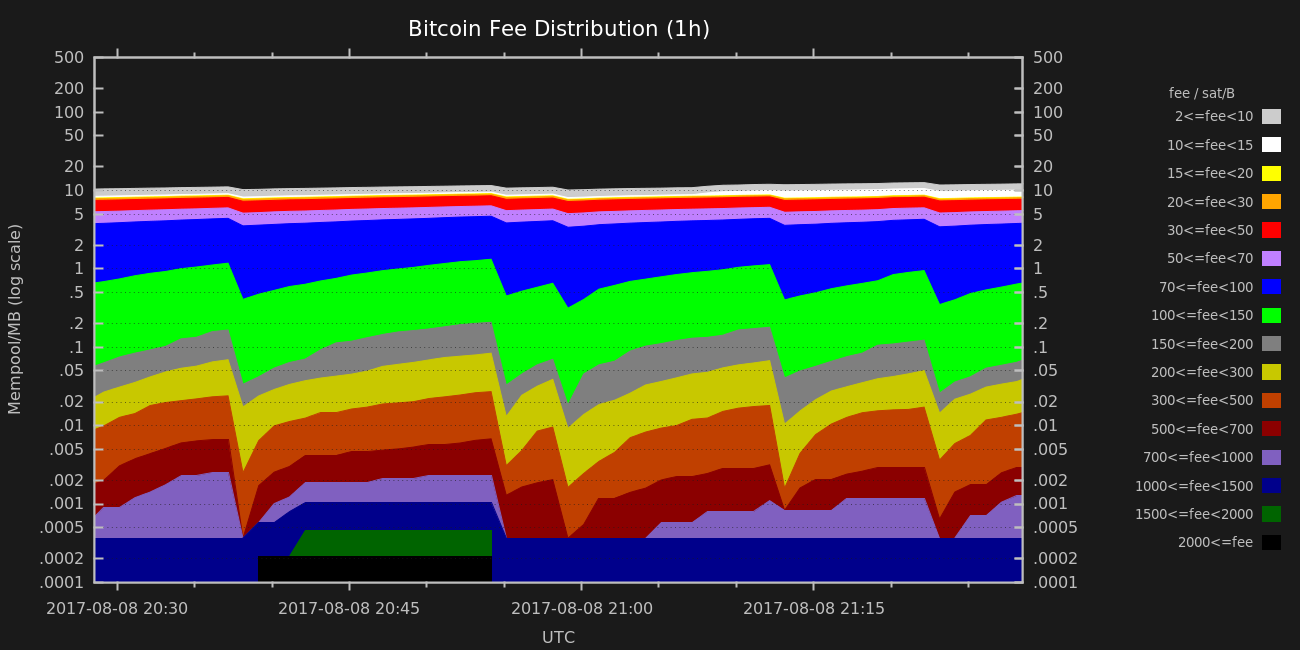 Bitcoin Fee Distribution (1h)
500 500
200 200
100 100
50 50
20 20
10 10
5 5
2 2
1 1
.5 .5
.2 .2
.1 .1
.05 .05
.02 .02
.01 .01
.005 .005
.002 .002
.001 .001
.0005 .0005
.0002 .0002
.0001 .0001
Mempool/MB (log scale)
2017-08-08 20:30 2017-08-08 20:45 2017-08-08 21:00 2017-08-08 21:15
UTC
fee / sat/B
2<=fee<10
10<=fee<15
15<=fee<20
20<=fee<30
30<=fee<50
50<=fee<70
70<=fee<100
100<=fee<150
150<=fee<200
200<=fee<300
300<=fee<500
500<=fee<700
700<=fee<1000
1000<=fee<1500
1500<=fee<2000
2000<=fee